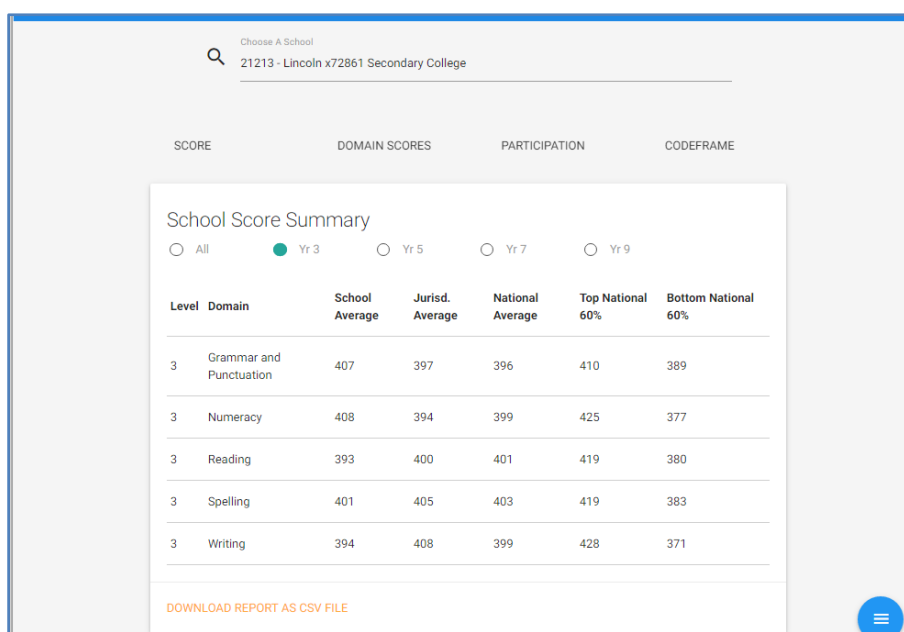 Choose A School
21213 - Lincoln x72861 Secondary College
SCORE DOMAIN SCORES PARTICIPATION CODEFRAME
School Score Summary
All Yr 3 Yr 5 Yr 7 Yr 9
Level Domain School Average Jurisd. Average National Average Top National 60% Bottom National 60%
3 Grammar and Punctuation 407 397 396 410 389
3 Numeracy 408 394 399 425 377
3 Reading 393 400 401 419 380
3 Spelling 401 405 403 419 383
3 Writing 394 408 399 428 371
DOWNLOAD REPORT AS CSV FILE